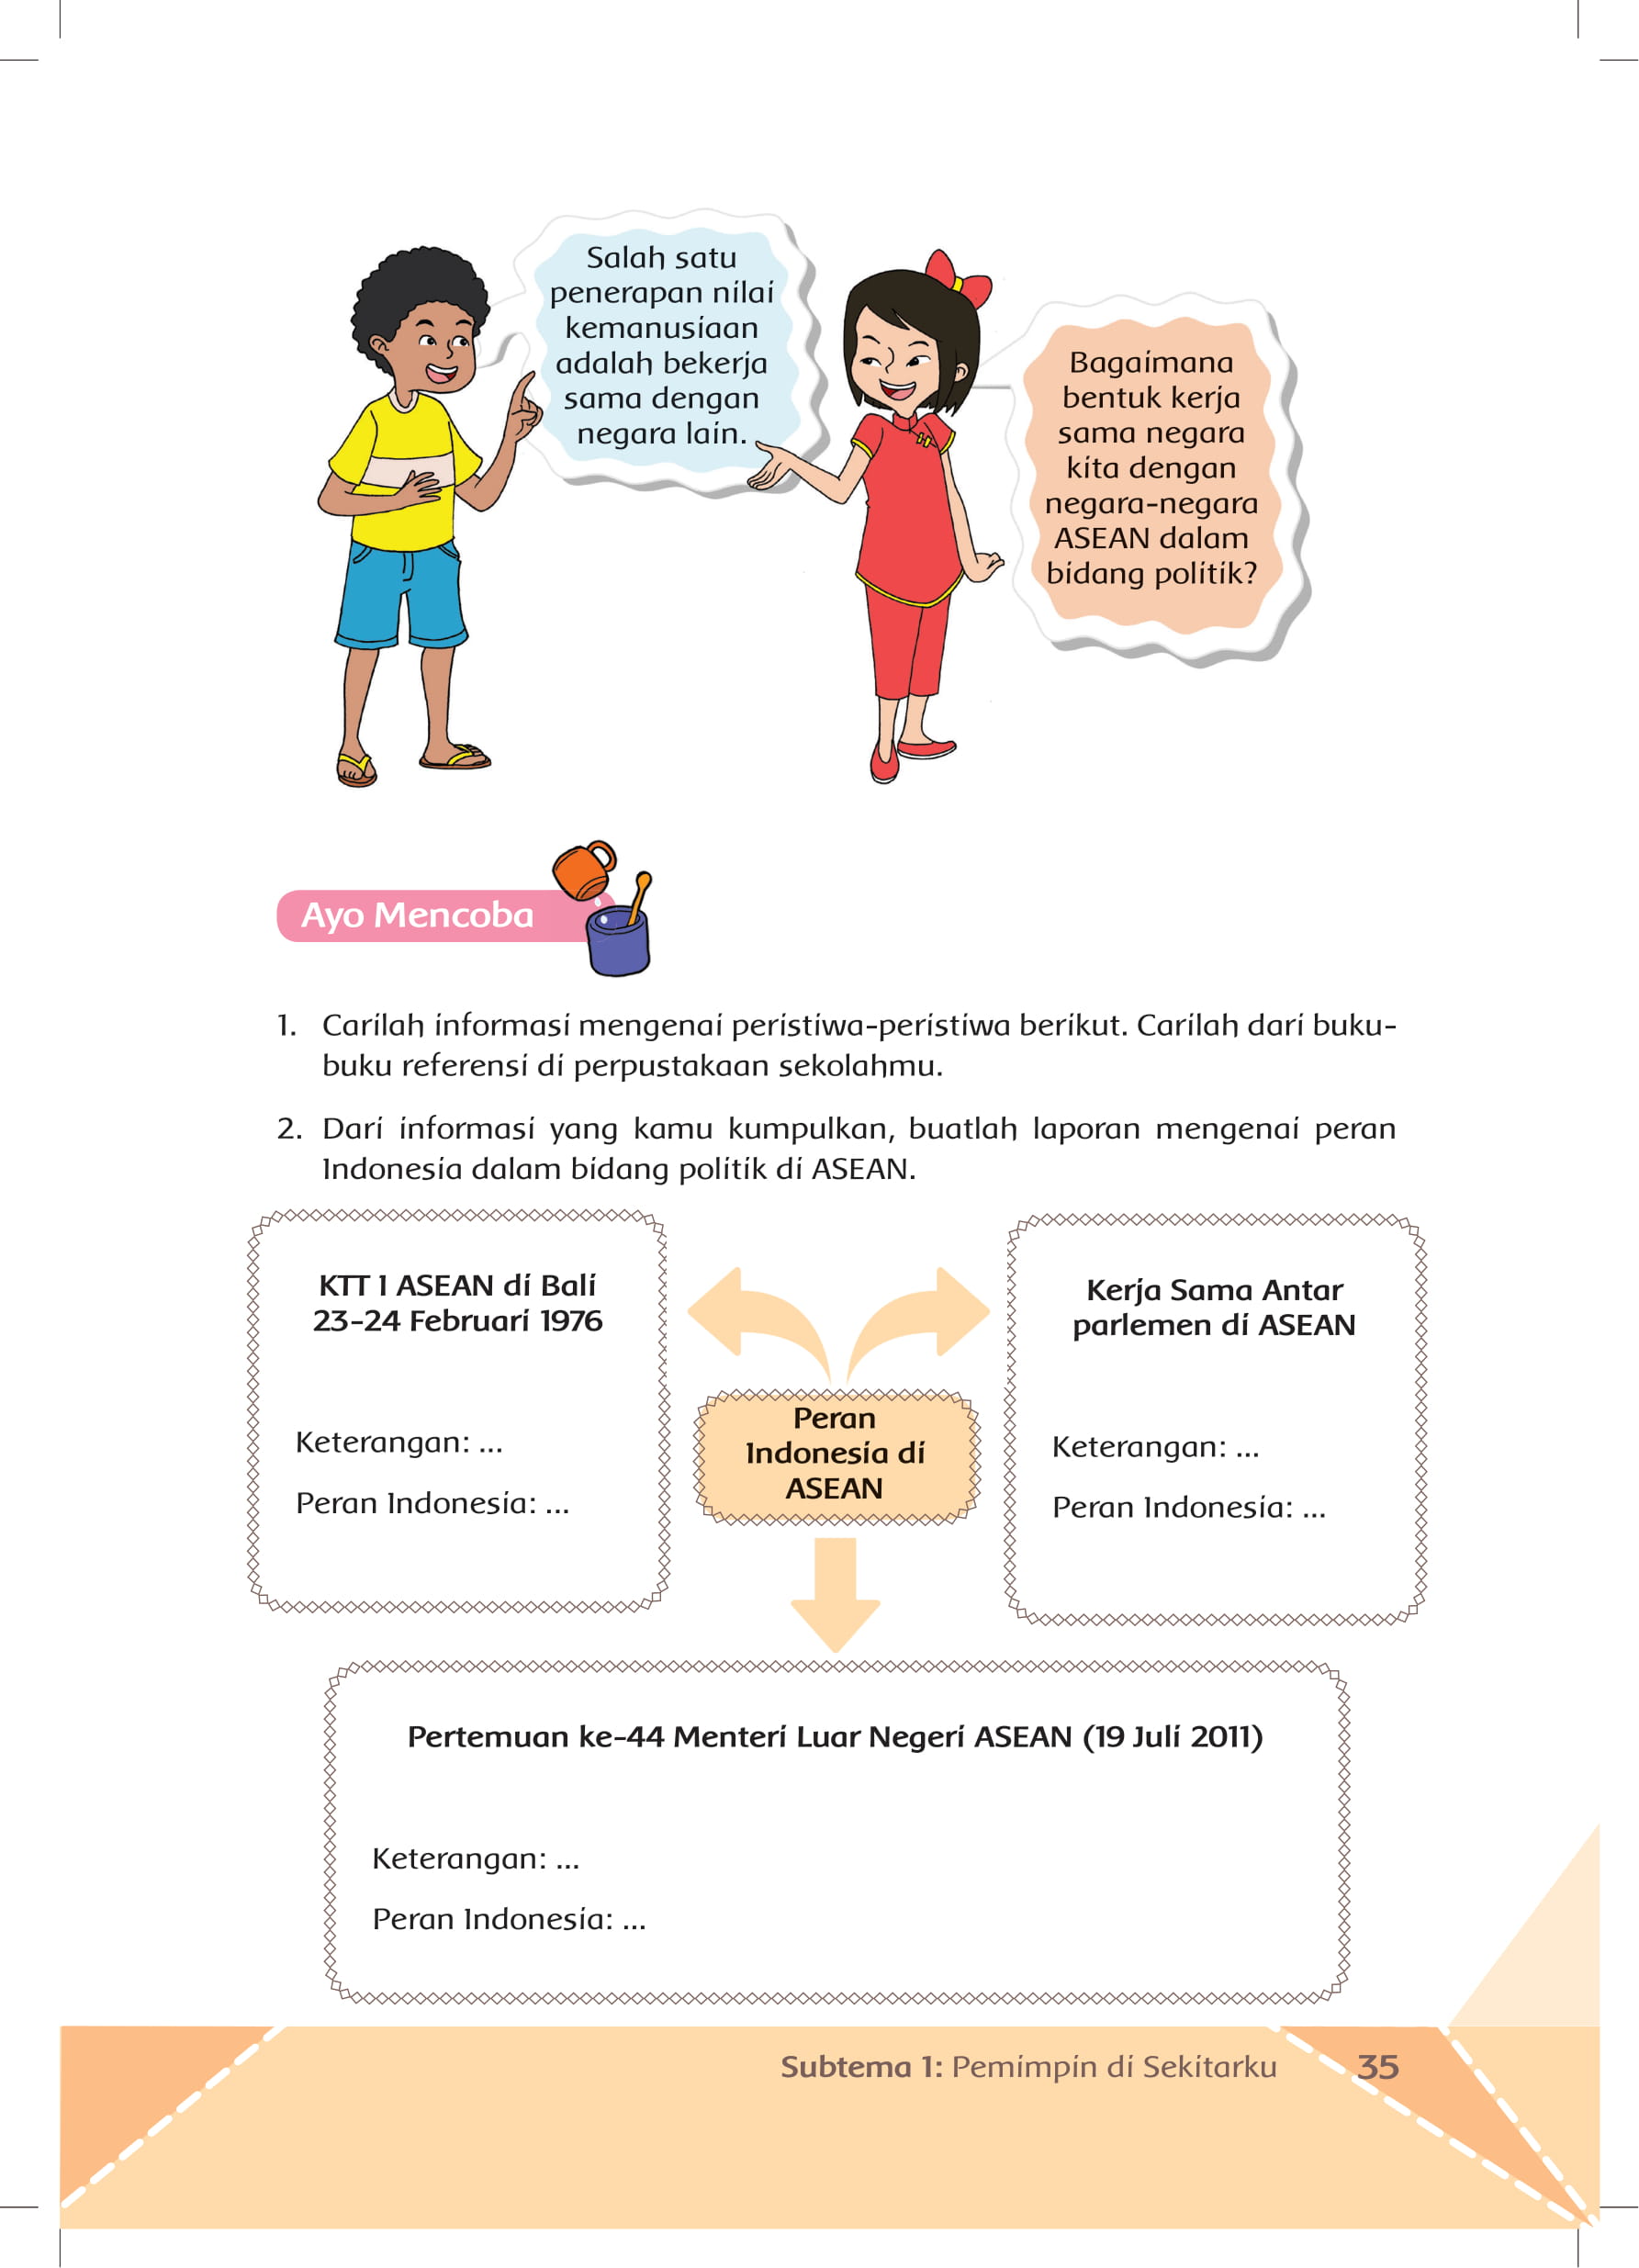 Salah satu
penerapan nilai
kemanusiaan
adalah bekerja
sama dengan
negara lain.
Bagaimana
bentuk kerja
sama negara
kita dengan
negara-negara
ASEAN dalam
bidang politik?
Ayo Mencoba
1. Carilah informasi mengenai peristiwa-peristiwa berikut. Carilah dari buku-
buku referensi di perpustakaan sekolahmu.
2. Dari informasi yang kamu kumpulkan, buatlah laporan mengenai peran
Indonesia dalam bidang politik di ASEAN.
KTT 1 ASEAN di Bali
23-24 Februari 1976
Keterangan: ...
Peran Indonesia: ...
Kerja Sama Antar
parlemen di ASEAN
Keterangan: ...
Peran Indonesia: ...
Peran
Indonesia di
ASEAN
Pertemuan ke-44 Menteri Luar Negeri ASEAN (19 Juli 2011)
Keterangan: ...
Peran Indonesia: ...
Subtema 1: Pemimpin di Sekitarku 35